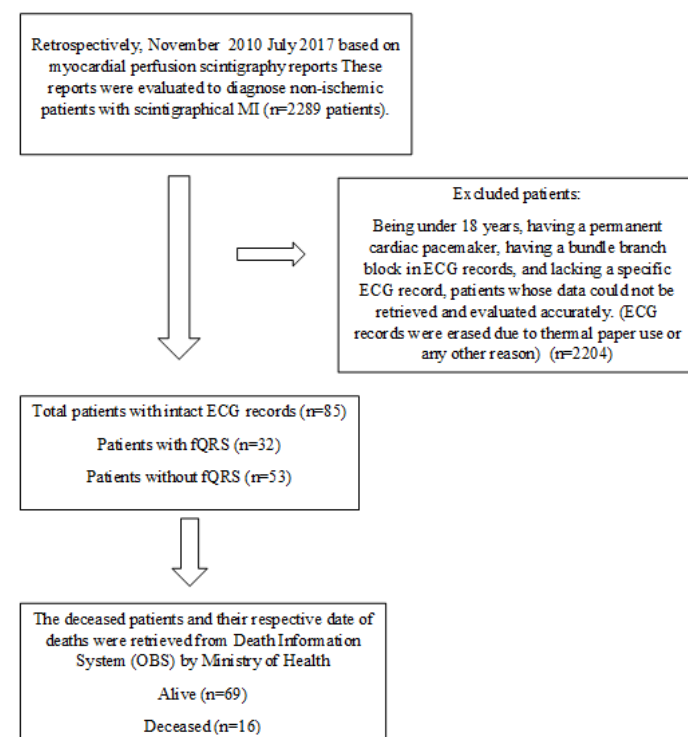 Retrospectively, November 2010 July 2017 based on
myocardial perfusion scintigraphy reports These
reports were evaluated to diagnose non-ischemic
patients with scintigraphical MI (n=2289 patients).
Excluded patients:
Being under 18 years, having a permanent
cardiac pacemaker, having a bundle branch
block in ECG records, and lacking a specific
ECG record, patients whose data could not be
retrieved and evaluated accurately. (ECG
records were erased due to thermal paper use or
any other reason) (n=2204)
Total patients with intact ECG records (n=85)
Patients with fQRS (n=32)
Patients without fQRS (n=53)
The deceased patients and their respective date of
deaths were retrieved from Death Information
System (OBS) by Ministry of Health
Alive (n=69)
Deceased (n=16)